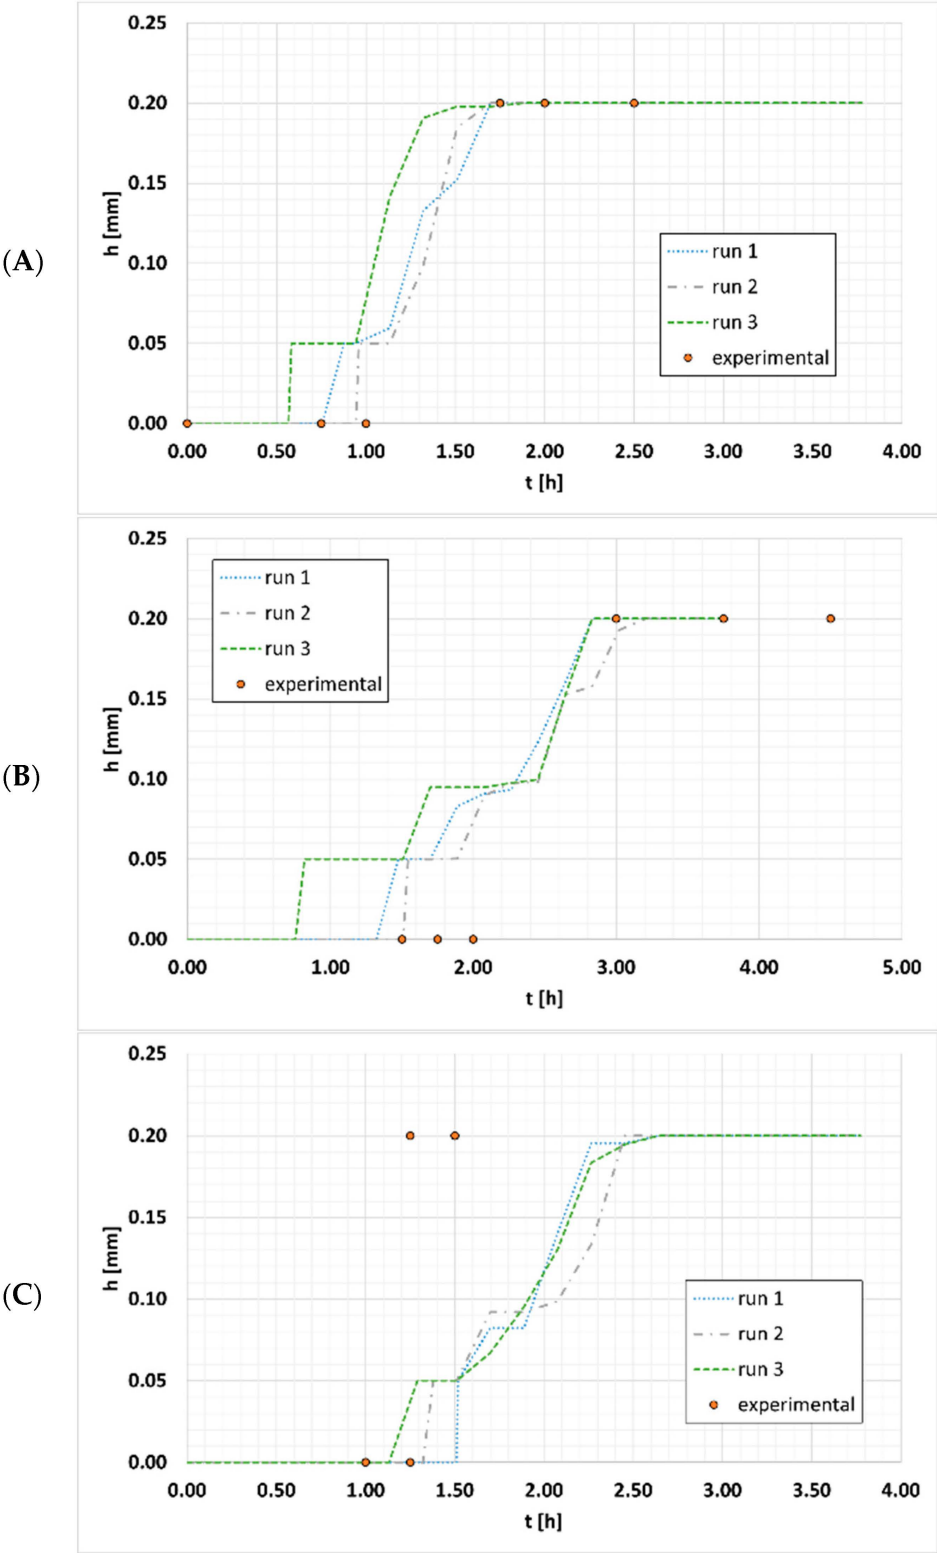 (A)
0.25
0.20
0.15
0.10
0.05
0.00
h [mm]
0.00 0.50 1.00 1.50 2.00 2.50 3.00 3.50 4.00
t [h]
run 1
run 2
run 3
experimental
(B)
0.25
0.20
0.15
0.10
0.05
0.00
h [mm]
0.00 1.00 2.00 3.00 4.00 5.00
t [h]
run 1
run 2
run 3
experimental
(C)
0.25
0.20
0.15
0.10
0.05
0.00
h [mm]
0.00 0.50 1.00 1.50 2.00 2.50 3.00 3.50 4.00
t [h]
run 1
run 2
run 3
experimental